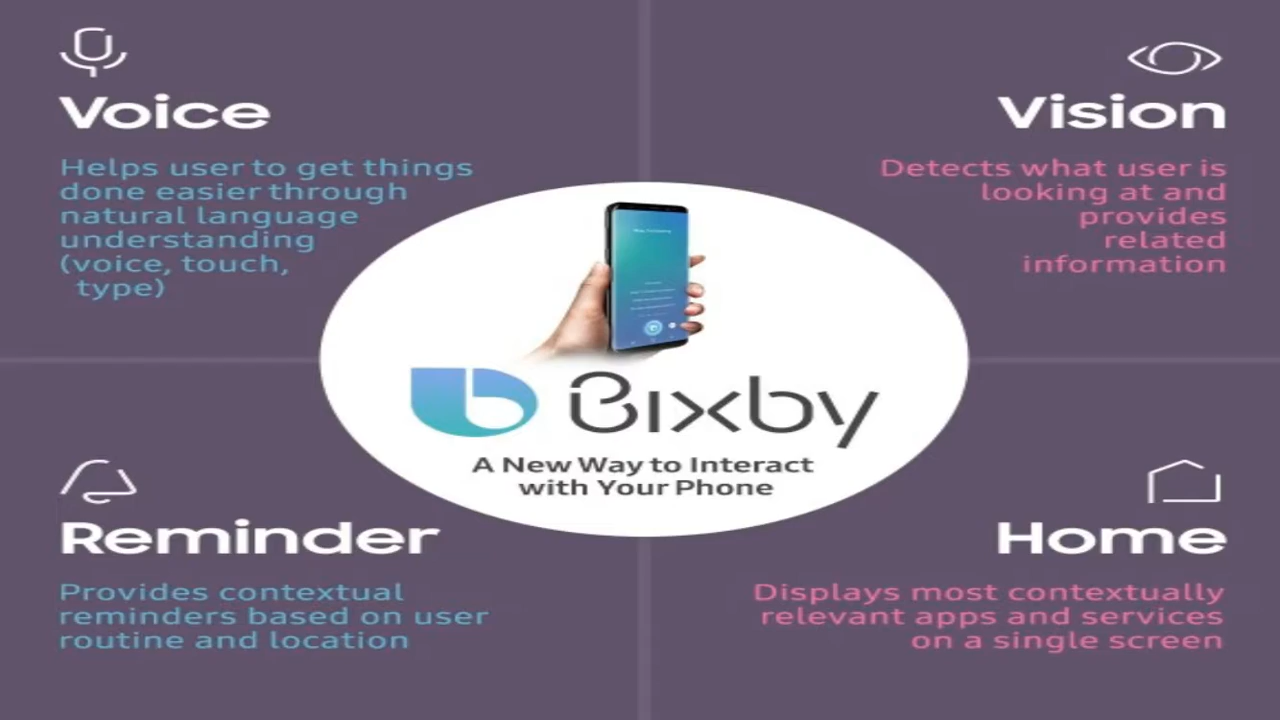 Voice
Helps user to get things
done easier through
natural language
understanding
(voice, touch,
type)
Vision
Detects what user is
looking at and
provides
related
information
Bixby
A New Way to Interact
with Your Phone
Reminder
Provides contextual
reminders based on user
routine and location
Home
Displays most contextually
relevant apps and services
on a single screen